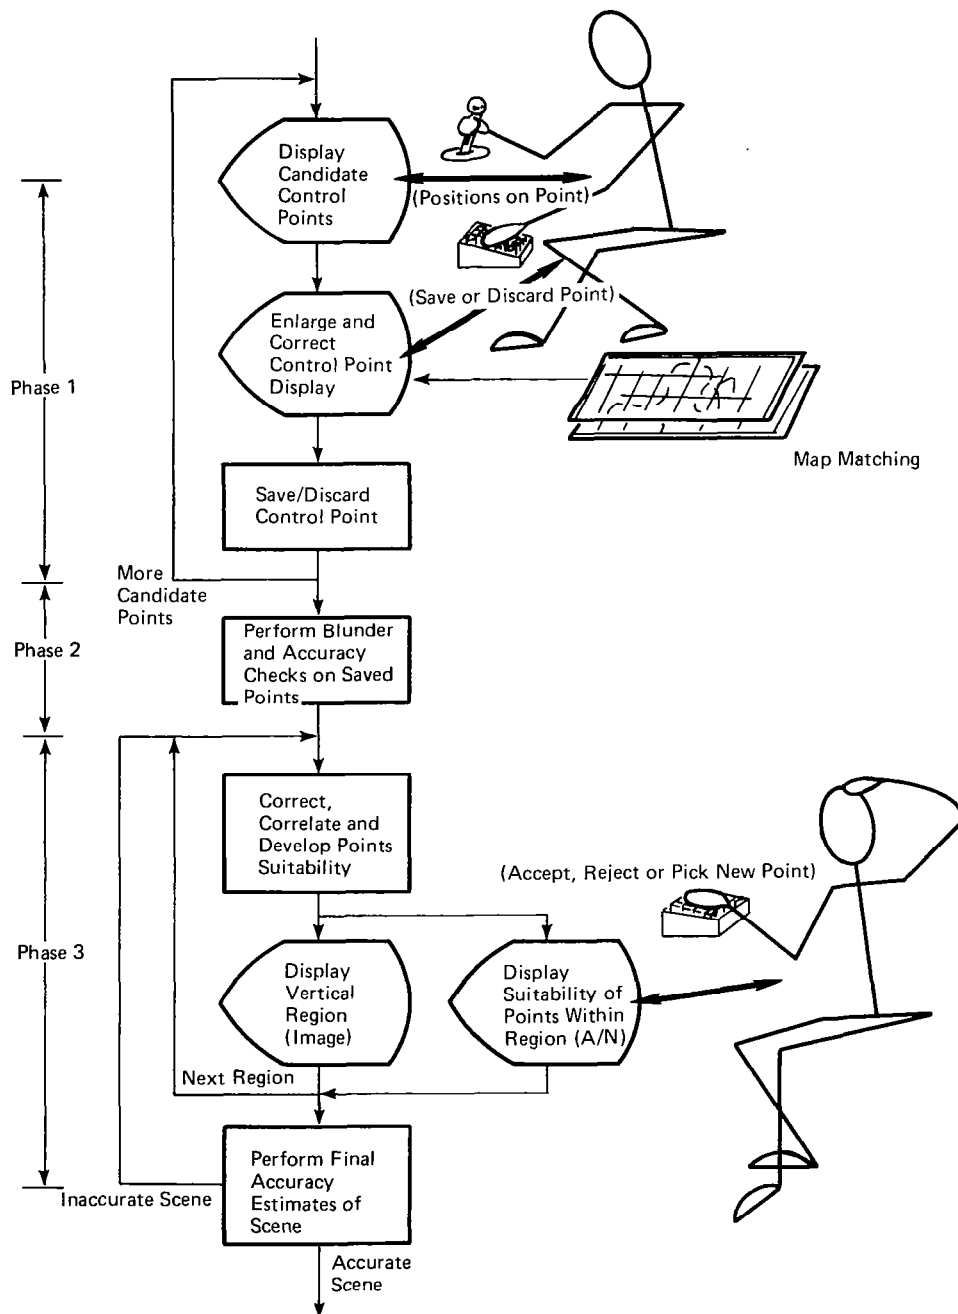 Display
Candidate
Control
Points
(Positions on Point)
(Save or Discard Point)
Enlarge and
Correct
Control Point
Display
Phase 1
Map Matching
Save/Discard
Control Point
More
Candidate
Points
Perform Blunder
and Accuracy
Checks on Saved
Points
Phase 2
Correct,
Correlate and
Develop Points
Suitability
(Accept, Reject or Pick New Point)
Phase 3
Display
Vertical
Region
(Image)
Display
Suitability of
Points Within
Region (A/N)
Next Region
Perform Final
Accuracy
Estimates of
Scene
Inaccurate Scene
Accurate
Scene